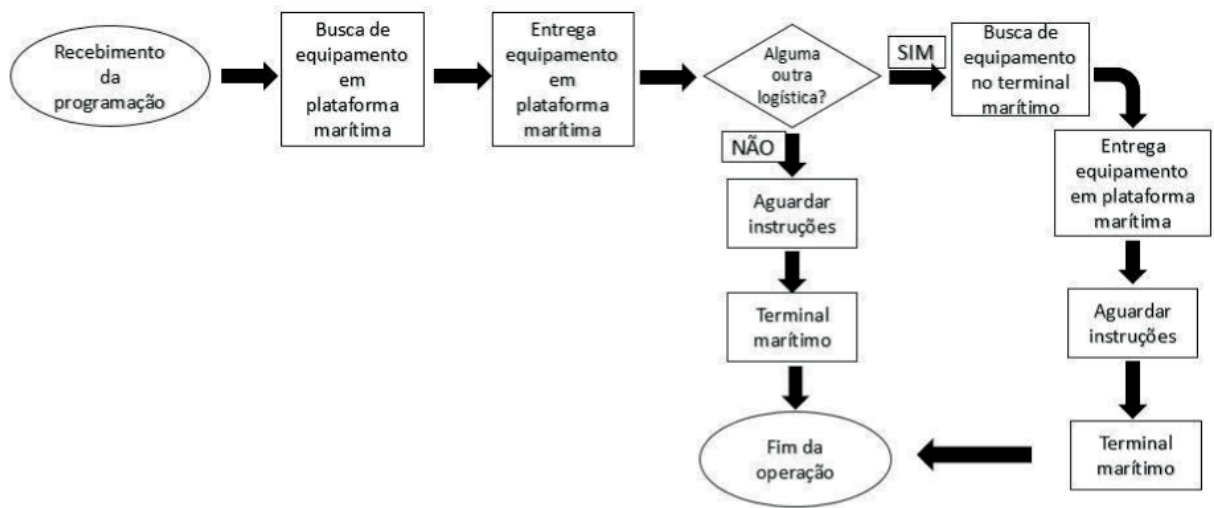 Recebimento
da
programação
Busca de
equipamento
em
plataforma
marítima
Entrega
equipamento
em
plataforma
marítima
Alguma
outra
logística?
SIM
Busca de
equipamento
no terminal
marítimo
Entrega
equipamento
em plataforma
marítima
Aguardar
instruções
Terminal
marítimo
NÃO
Aguardar
instruções
Terminal
marítimo
Fim da
operação